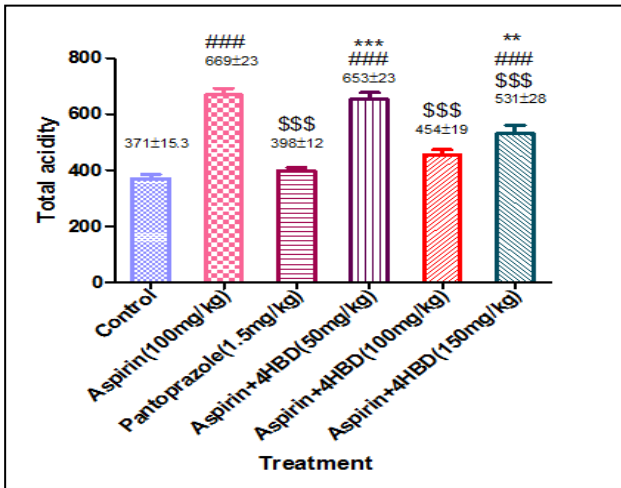 Total acidity
800
600
400
200
0
371±15.3
###
669±23
$$$
398±12
***
###
653±23
$$$
454±19
**
###
$$$
531±28
Control
Aspirin(100mg/kg)
Pantoprazole(1.5mg/kg)
Aspirin+4HBD(50mg/kg)
Aspirin+4HBD(100mg/kg)
Aspirin+4HBD(150mg/kg)
Treatment